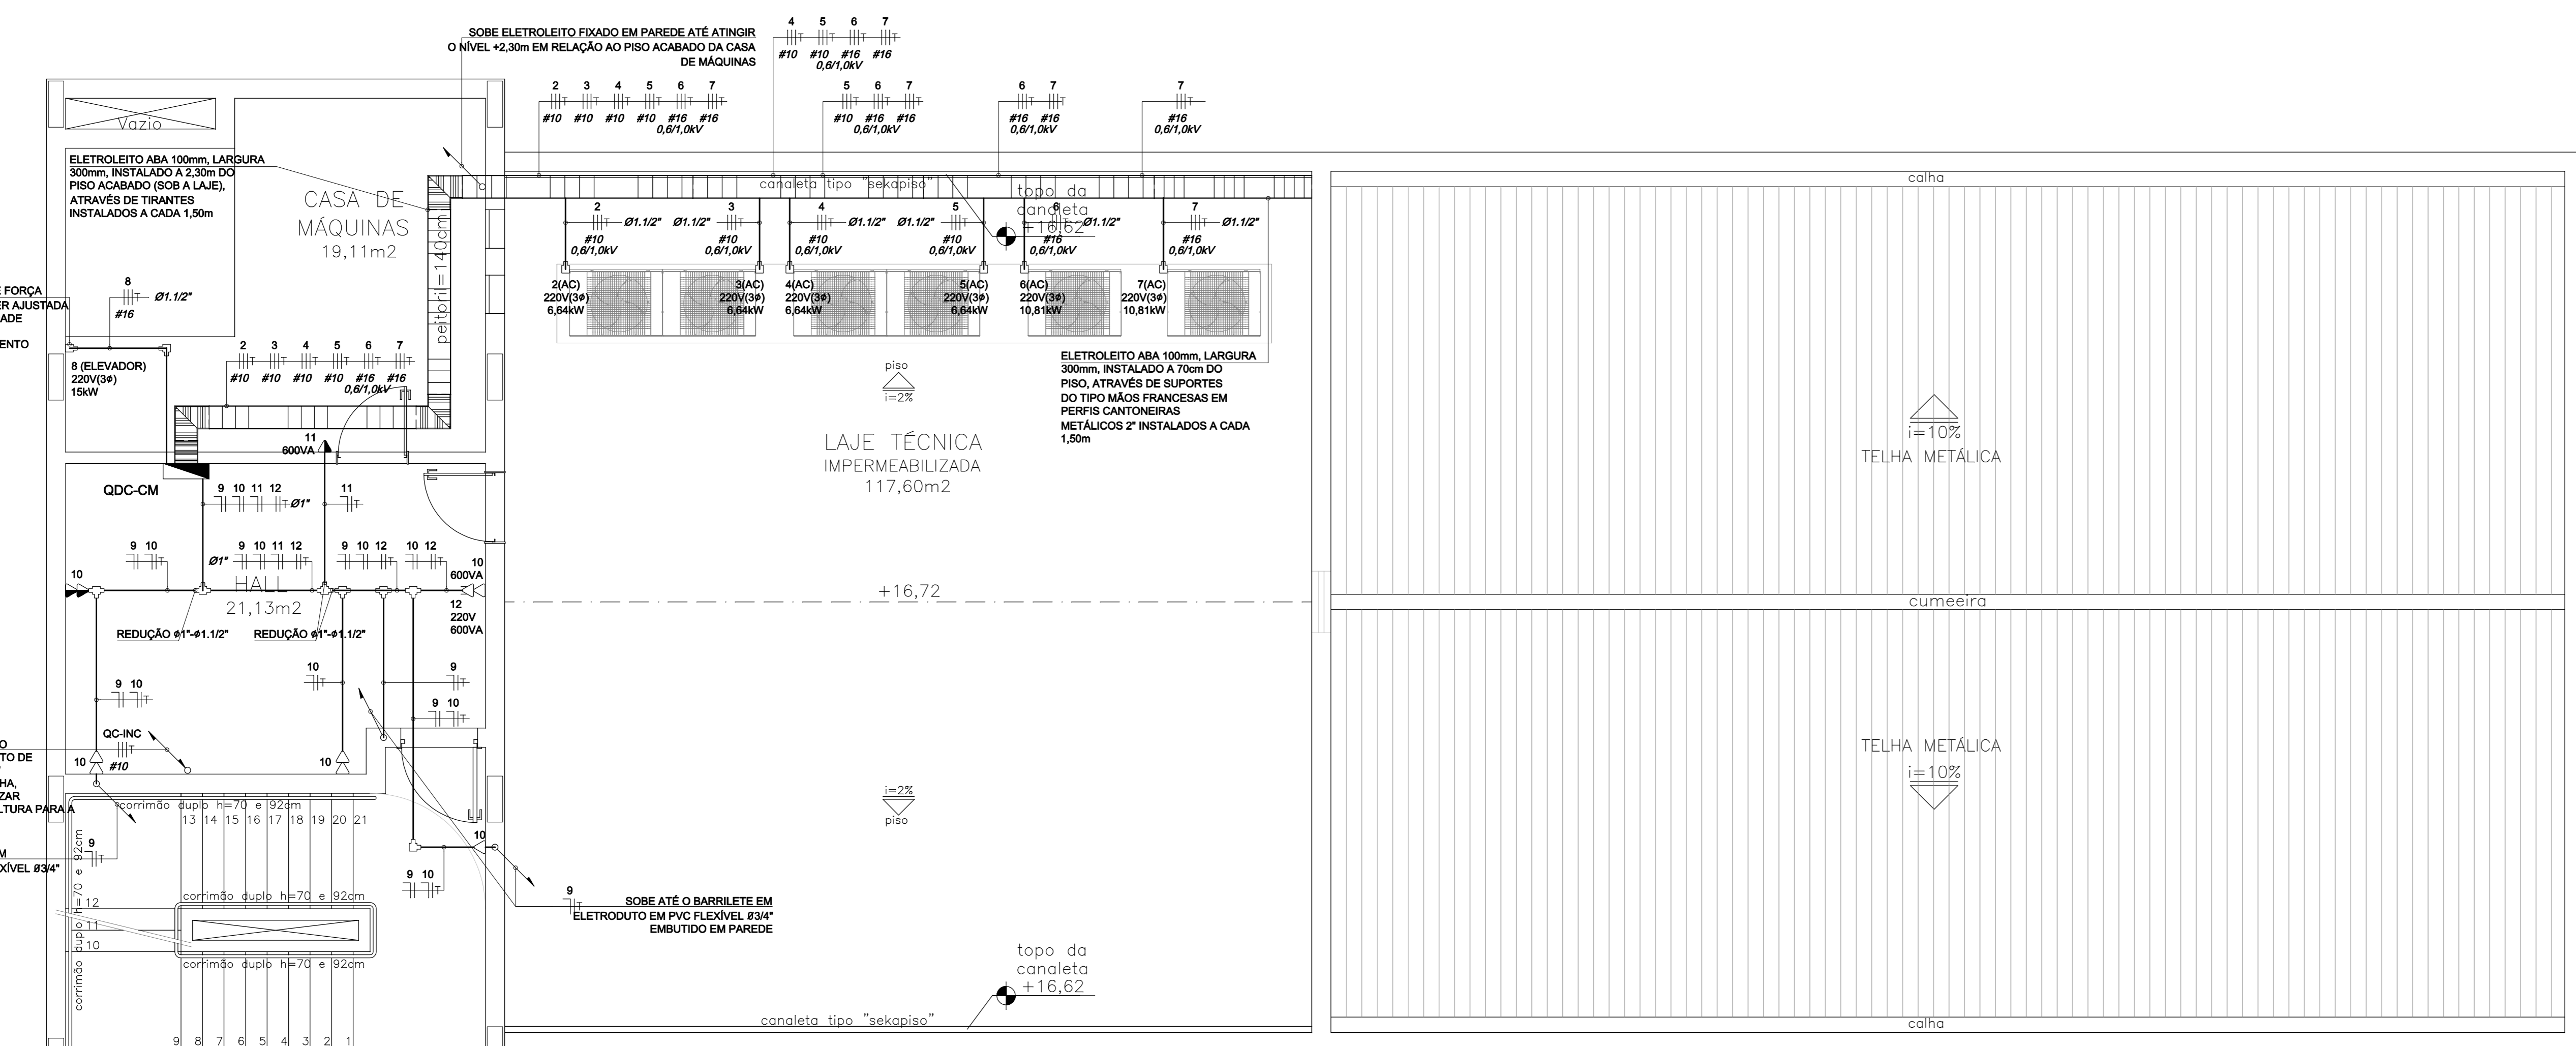 SOBE ELETROLEITO FIXADO EM PAREDE ATÉ ATINGIR
O NÍVEL +2,30m EM RELAÇÃO AO PISO ACABADO DA CASA
DE MÁQUINAS
4 5 6 7
#10 #10 #16 #16
0,6/1,0kV
2 3 4 5 6 7
#10 #10 #10 #10 #16 #16
0,6/1,0kV
5 6 7
#10 #16 #16
0,6/1,0kV
6 7
#16 #16
0,6/1,0kV
7
#16
0,6/1,0kV
Vazio
ELETROLEITO ABA 100mm, LARGURA
300mm, INSTALADO A 2,30m DO
PISO ACABADO (SOB A LAJE),
ATRAVÉS DE TIRANTES
INSTALADOS A CADA 1,50m
CASA DE
MÁQUINAS
19,11m2
peitoril=140cm
canaleta tipo "sekapiso"
topo da
canaleta
+16,62
calha
2
Ø1.1/2"
#10
0,6/1,0kV
3
Ø1.1/2"
#10
0,6/1,0kV
4
Ø1.1/2"
#10
0,6/1,0kV
5
Ø1.1/2"
#10
0,6/1,0kV
6
Ø1.1/2"
#16
0,6/1,0kV
7
Ø1.1/2"
#16
0,6/1,0kV
2(AC)
220V(3ø)
6,64kW
3(AC)
220V(3ø)
6,64kW
4(AC)
220V(3ø)
6,64kW
5(AC)
220V(3ø)
6,64kW
6(AC)
220V(3ø)
10,81kW
7(AC)
220V(3ø)
10,81kW
FORÇA
ER AJUSTADA
ADE
ENTO
8
T Ø1.1/2"
#16
8 (ELEVADOR)
220V(3ø)
15kW
2 3 4 5 6 7
#10 #10 #10 #10 #16 #16
0,6/1,0kV
piso
i=2%
ELETROLEITO ABA 100mm, LARGURA
300mm, INSTALADO A 70cm DO
PISO, ATRAVÉS DE SUPORTES
DO TIPO MÃOS FRANCESAS EM
PERFIS CANTONEIRAS
METÁLICOS 2" INSTALADOS A CADA
1,50m
LAJE TÉCNICA
IMPERMEABILIZADA
117,60m2
i=10%
TELHA METÁLICA
11
600VA
QDC-CM
9 10 11 12
Ø1"
11
9 10
Ø1"
9 10 11 12
9 10 12
10 12
10
10
600VA
12
220V
600VA
HALL
21,13m2
REDUÇÃO ø1"-ø1.1/2"
REDUÇÃO ø1"-ø1.1/2"
+16,72
cumeeira
10
9
9 10
9 10
QC-INC
#10
10
10
O
TO DE
HA,
ZAR
LTURA PARA A
M
XÍVEL Ø3/4"
TELHA METÁLICA
i=10%
i=2%
piso
corrimão duplo h=70 e 92cm
13 14 15 16 17 18 19 20 21
9
corrimão duplo h=70 e 92cm
corrimão duplo h=70 e 92cm
12
11
10
corrimão duplo h=70 e 92cm
9 8 7 6 5 4 3 2 1
10
9 10
9
SOBE ATÉ O BARRILETE EM
ELETRODUTO EM PVC FLEXÍVEL Ø3/4"
EMBUTIDO EM PAREDE
topo da
canaleta
+16,62
canaleta tipo "sekapiso"
calha